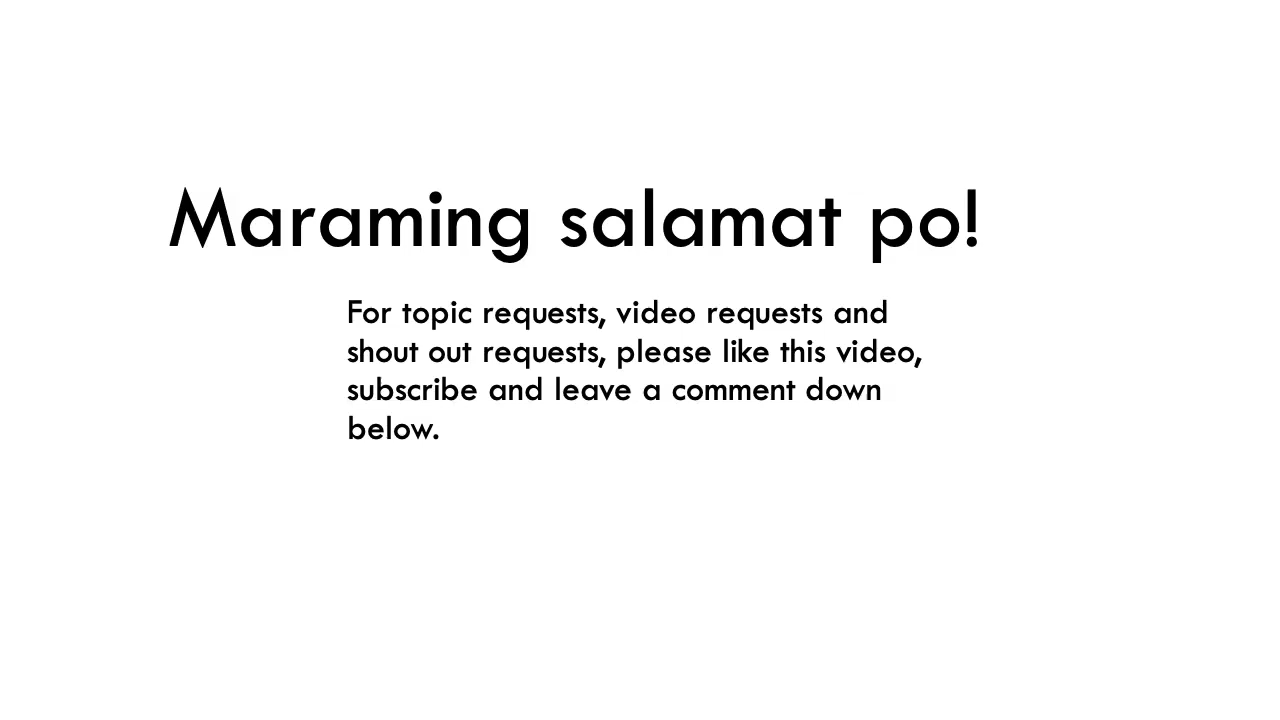 Maraming salamat po!
For topic requests, video requests and
shout out requests, please like this video,
subscribe and leave a comment down
below.